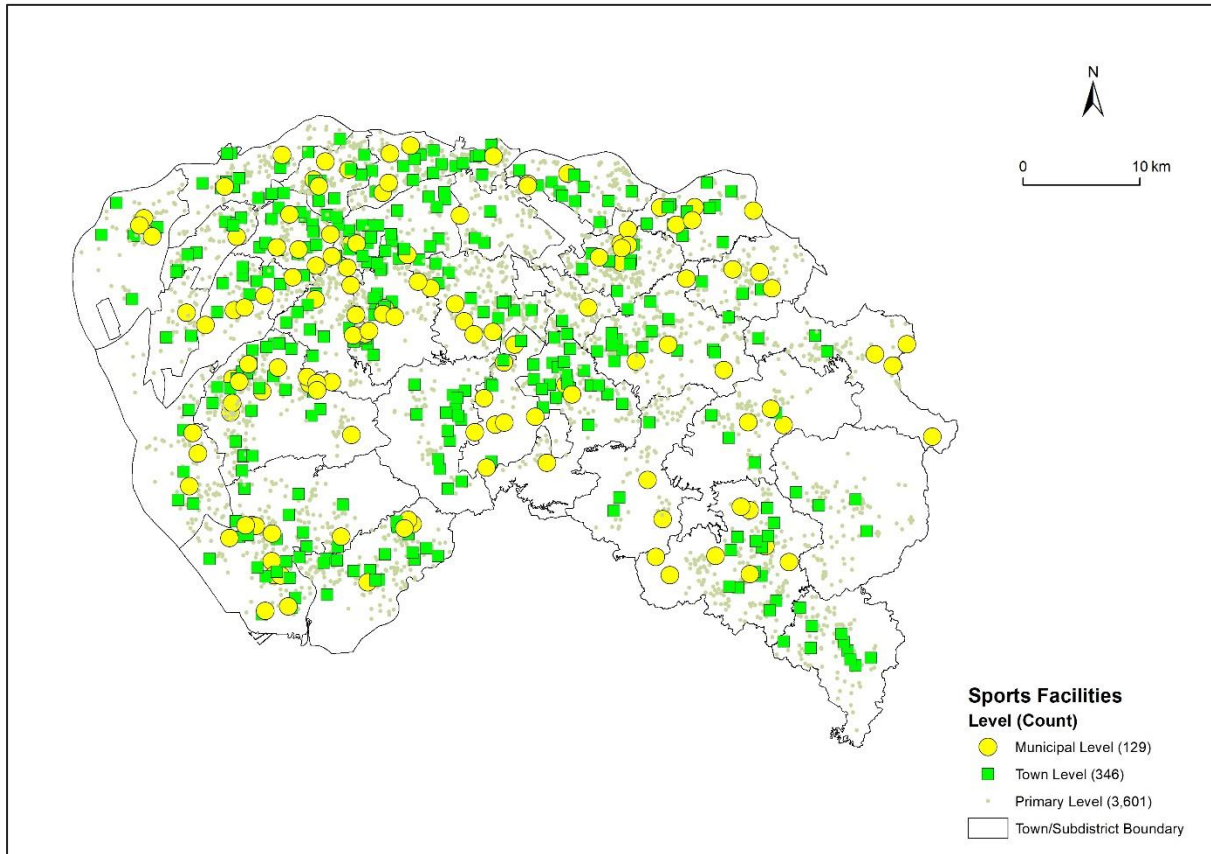 N
0 10 km
Sports Facilities
Level (Count)
Municipal Level (129)
Town Level (346)
Primary Level (3,601)
Town/Subdistrict Boundary